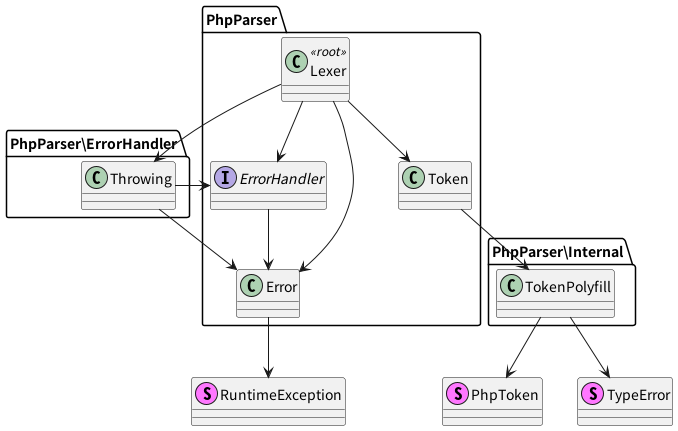 PhpParser
C «root»
Lexer
PhpParser\ErrorHandler
C Throwing
I ErrorHandler
C Token
PhpParser\Internal
C Error
C TokenPolyfill
S RuntimeException
S PhpToken
S TypeError